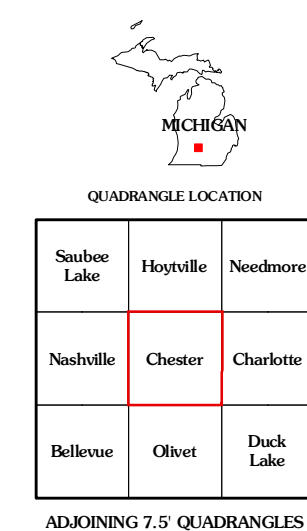 MICHIGAN
QUADRANGLE LOCATION
Saubee
Lake
Hoytville
Needmore
Nashville
Chester
Charlotte
Bellevue
Olivet
Duck
Lake
ADJOINING 7.5' QUADRANGLES